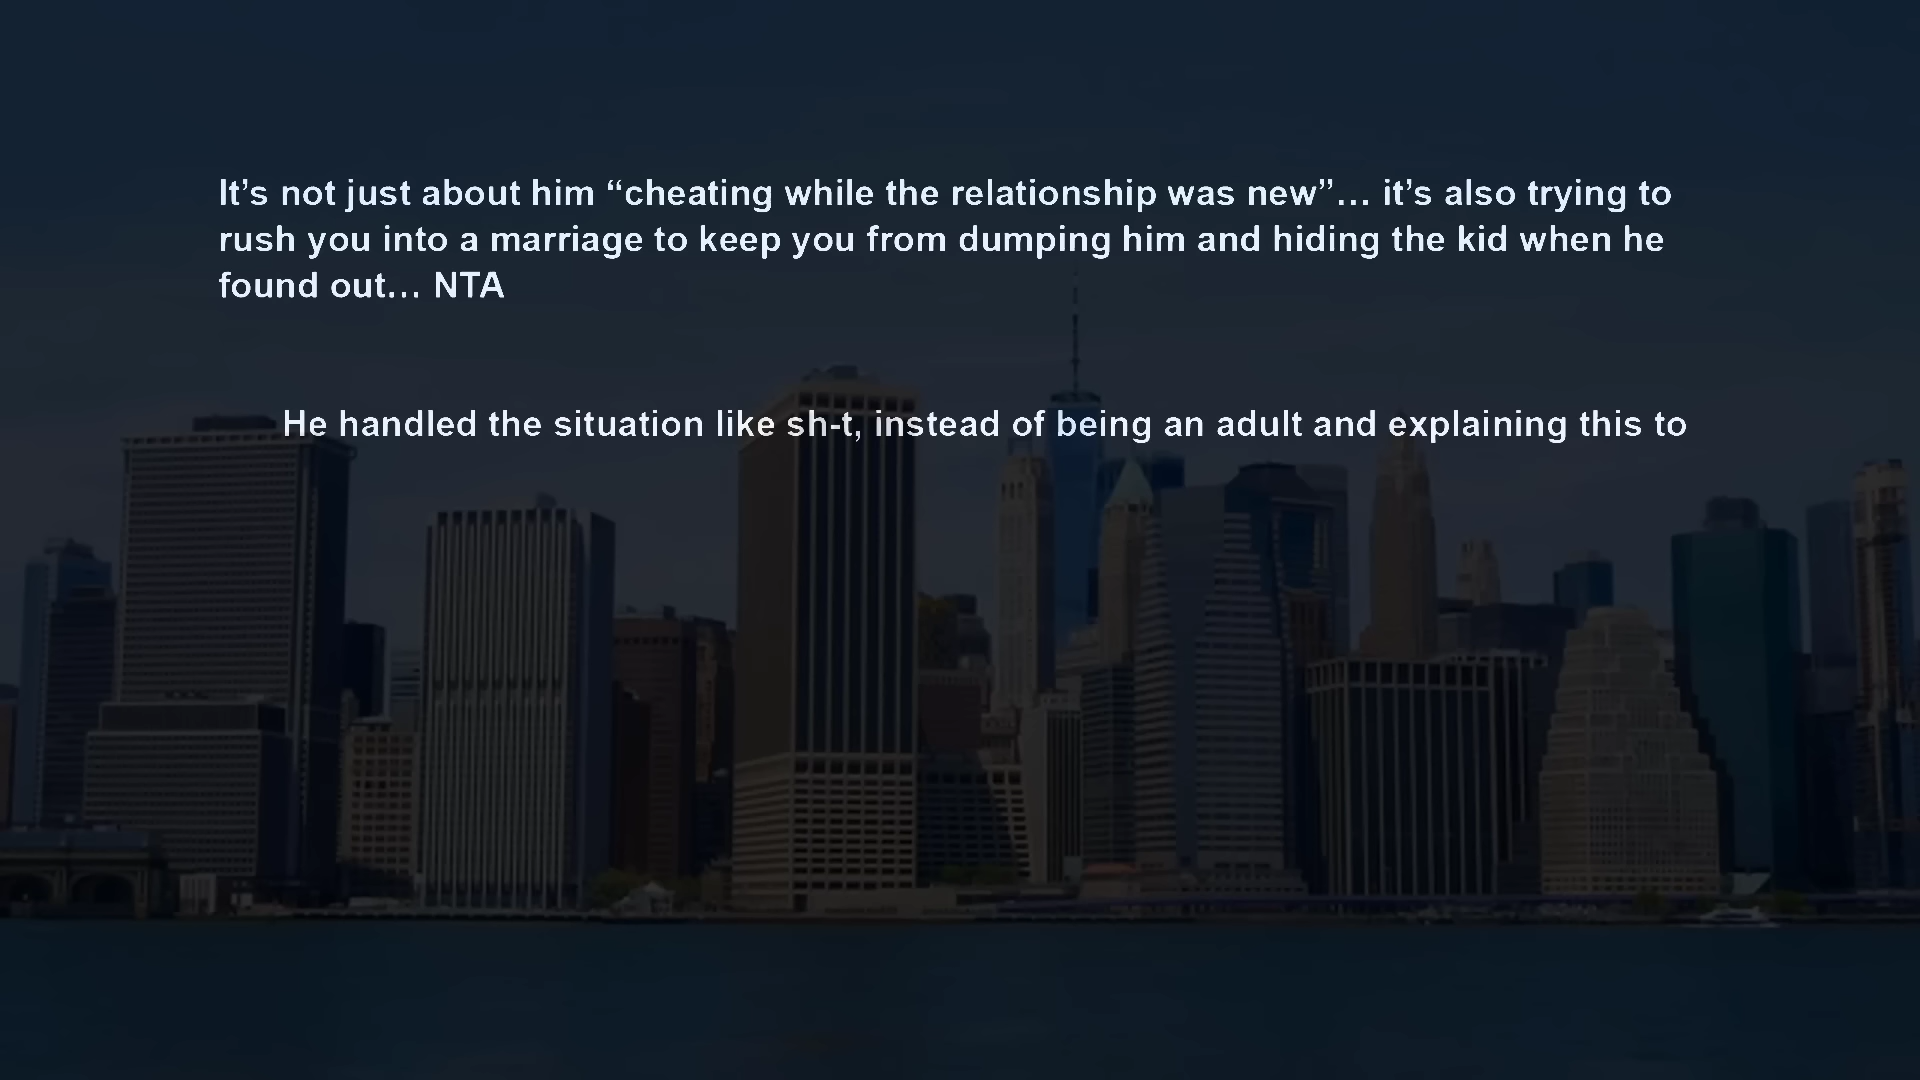 It’s not just about him “cheating while the relationship was new”… it’s also trying to
rush you into a marriage to keep you from dumping him and hiding the kid when he
found out… NTA
He handled the situation like sh-t, instead of being an adult and explaining this to